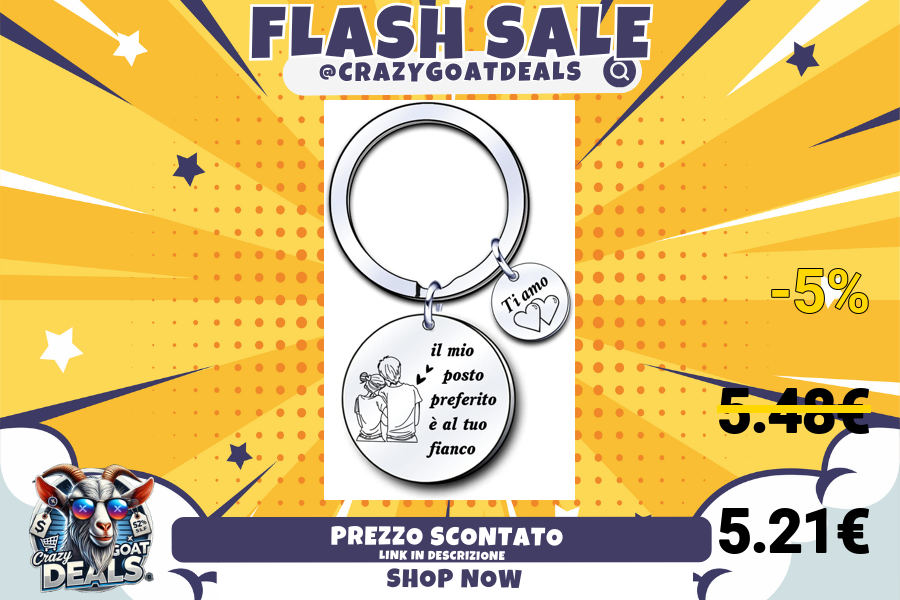 FLASH SALE
@CRAZYGOATDEALS
Ti amo
il mio
posto
preferito
è al tuo
fianco
-5%
5.48€
5.21€
PREZZO SCONTATO
LINK IN DESCRIZIONE
SHOP NOW
$
Crazy
GOAT
DEALS